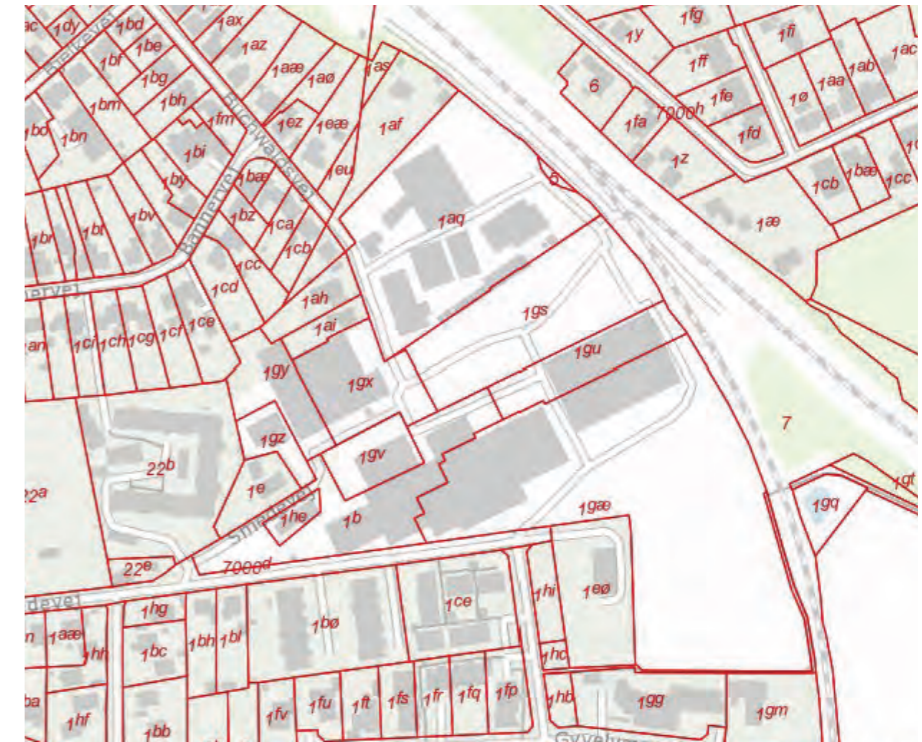 1dy
1bd
1ax
1y
1fg
1fi
1be
1bf
1az
1ac
Bjelkevej
1bg
1aæ
1aø
1as
1ff
1ab
1aa
1bm
1bh
6
1ø
1fe
Buchwaldsvej
1fm
1ez
1eæ
1af
7000h
1fa
1fd
1bn
1bi
1z
1eu
1by
1bæ
5
1cb
1bæ
1cc
Bannervej
1bz
1ca
1aq
1æ
1br
1bt
1bv
1cb
1cc
1cd
1ah
1gs
1ai
1an
1ci
1ch
1cg
1cf
1ce
1gu
1gy
1gx
7
1gz
1gv
22b
1gt
22a
1e
1gq
1he
1b
1gæ
Smedevej
22e
7000d
1hi
1eø
1ce
1hg
1bø
1aæ
1hh
1bh
1bl
1bc
1hc
1hb
1gg
1gm
1hf
1bb
1fv
1fu
1ft
1fs
1fr
1fq
1fp